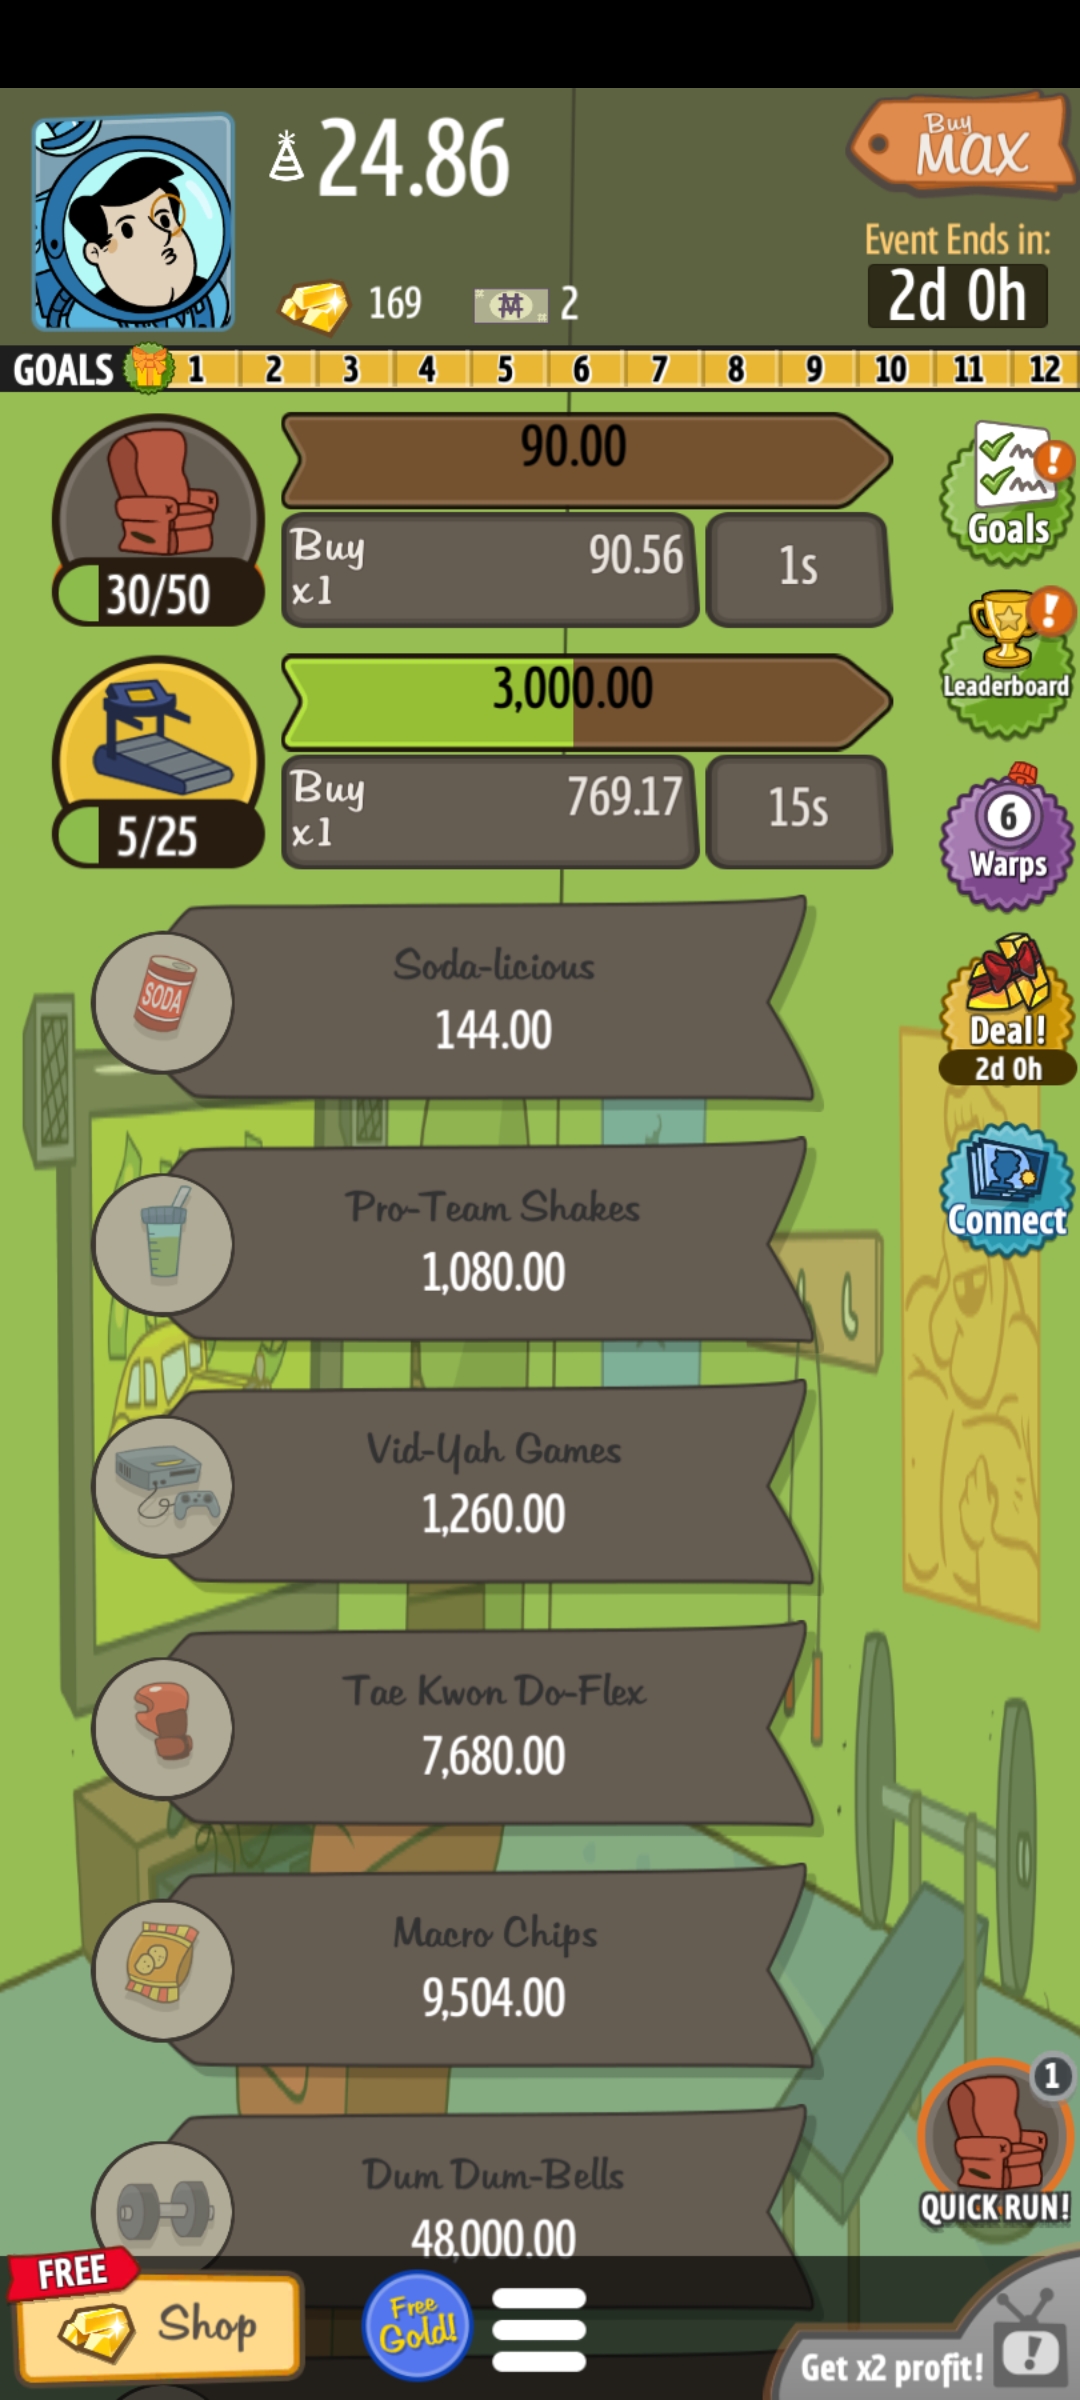 24.86
Buy
MAX
Event Ends in:
2d 0h
169
2
GOALS 1 2 3 4 5 6 7 8 9 10 11 12
90.00
Buy
x1
90.56
1s
30/50
Goals
Leaderboard
3,000.00
Buy
x1
769.17
15s
5/25
6
Warps
Soda-licious
144.00
SODA
Deal!
2d 0h
Pro-Team Shakes
1,080.00
Connect
Vid-Yah Games
1,260.00
Tae Kwon Do-Flex
7,680.00
Macro Chips
9,504.00
1
QUICK RUN!
Dum Dum-Bells
48,000.00
FREE
Shop
Free
Gold!
Get x2 profit!